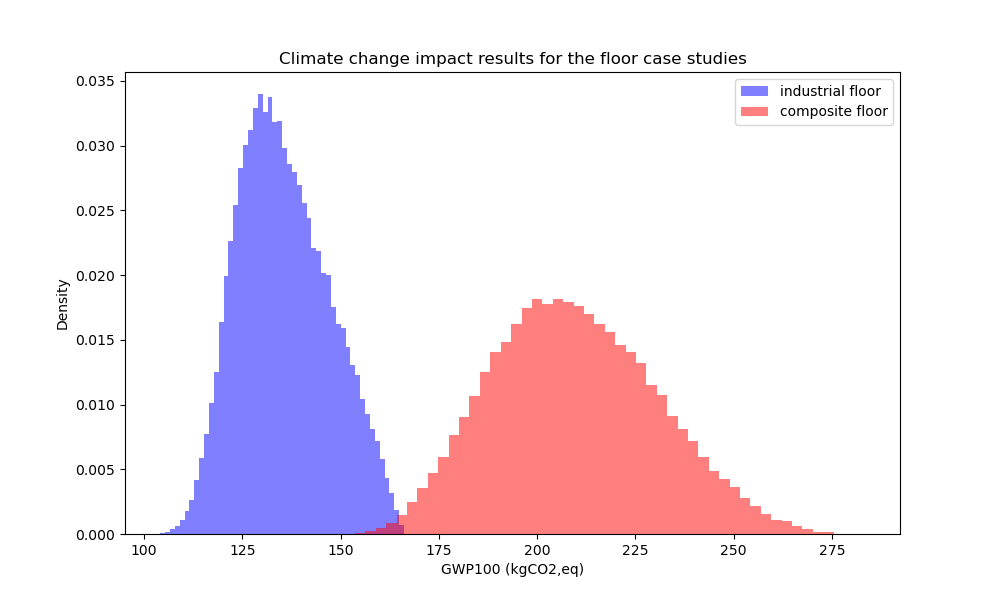 Climate change impact results for the floor case studies
industrial floor
composite floor
0.035
0.030
0.025
0.020
0.015
0.010
0.005
0.000
Density
100 125 150 175 200 225 250 275
GWP100 (kgCO2,eq)